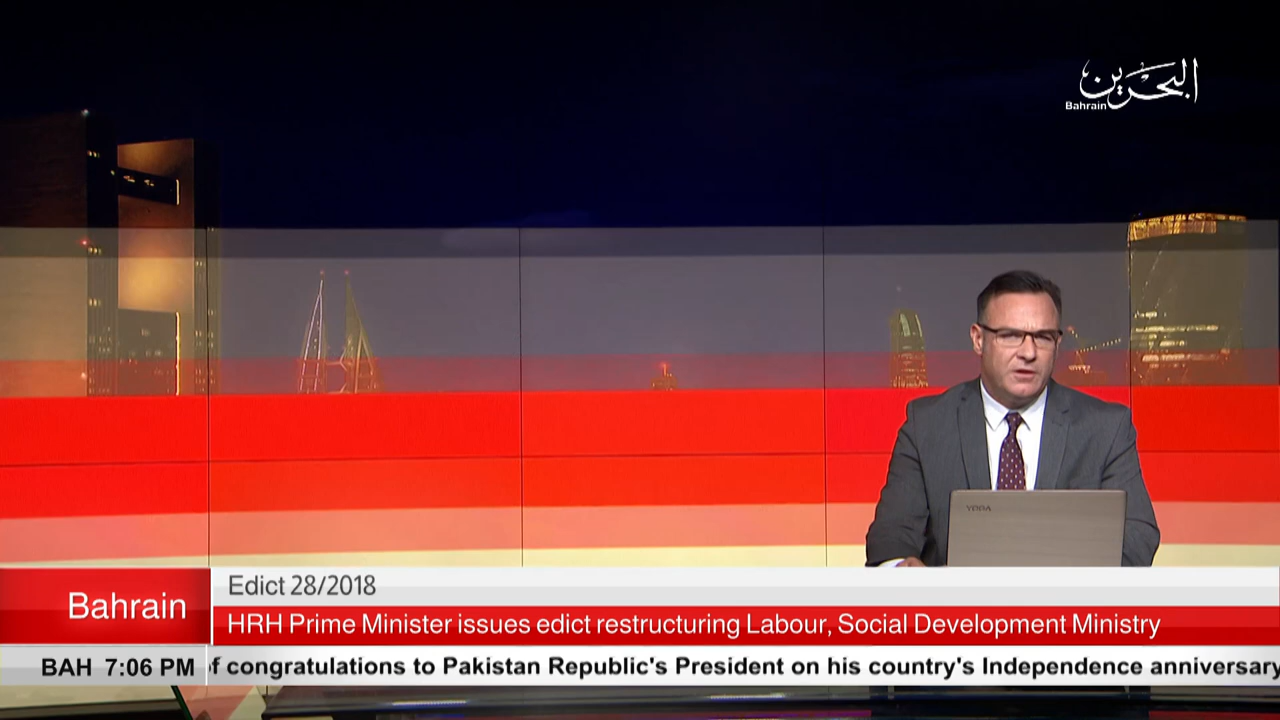 البحرين
Bahrain
YOGA
Edict 28/2018
Bahrain
HRH Prime Minister issues edict restructuring Labour, Social Development Ministry
BAH 7:06 PM
f congratulations to Pakistan Republic's President on his country's Independence anniversary